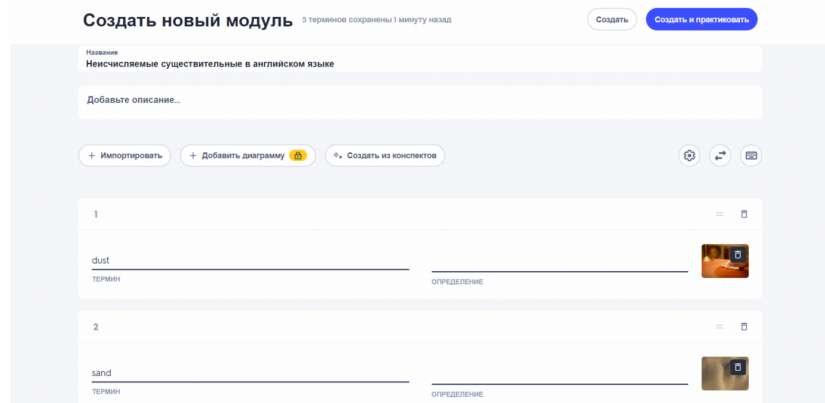 Создать новый модуль 5 терминов сохранены 1 минуту назад Создать Создать и практиковать
Название
Неисчисляемые существительные в английском языке
Добавьте описание...
+ Импортировать + Добавить диаграмму Создать из конспектов
1
dust
ТЕРМИН ОПРЕДЕЛЕНИЕ
2
sand
ТЕРМИН ОПРЕДЕЛЕНИЕ